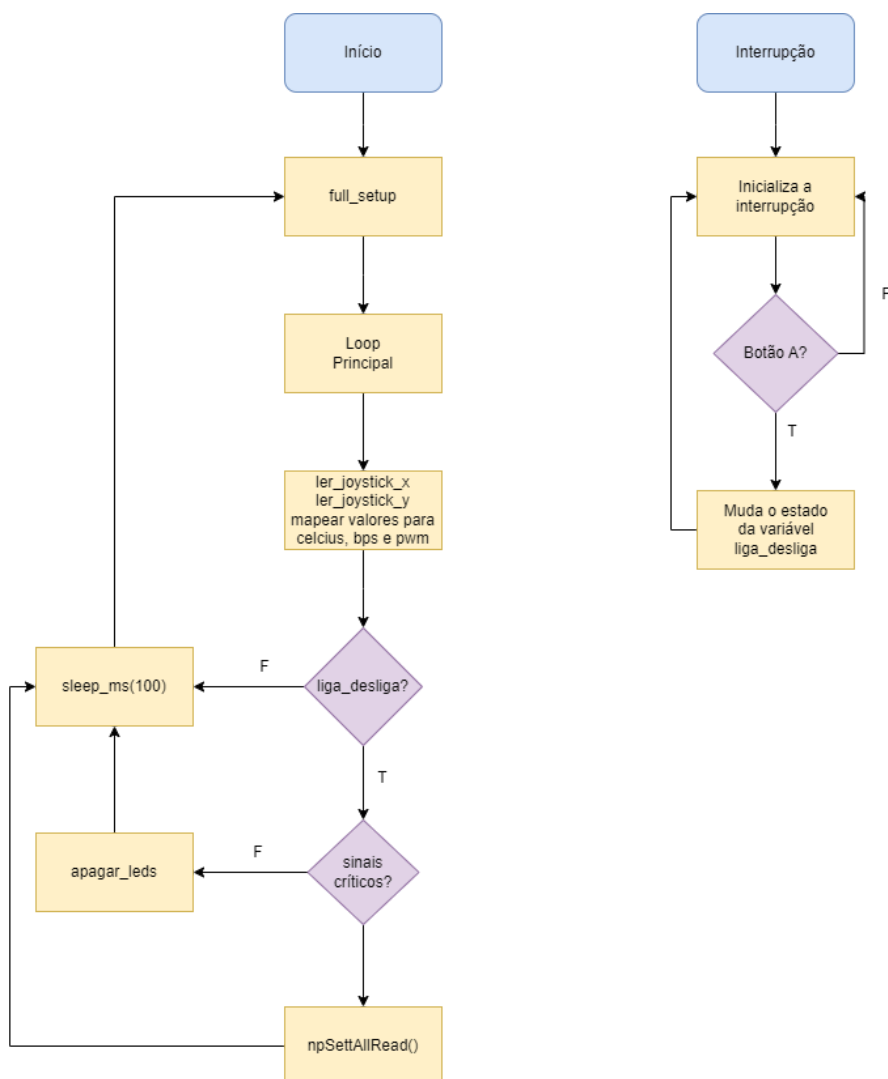 Início
full_setup
Loop
Principal
ler_joystick_x
ler_joystick_y
mapear valores para
celcius, bps e pwm
liga_desliga?
F
sleep_ms(100)
T
sinais
críticos?
F
apagar_leds
npSettAllRead()
Interrupção
Inicializa a
interrupção
Botão A?
F
T
Muda o estado
da variável
liga_desliga